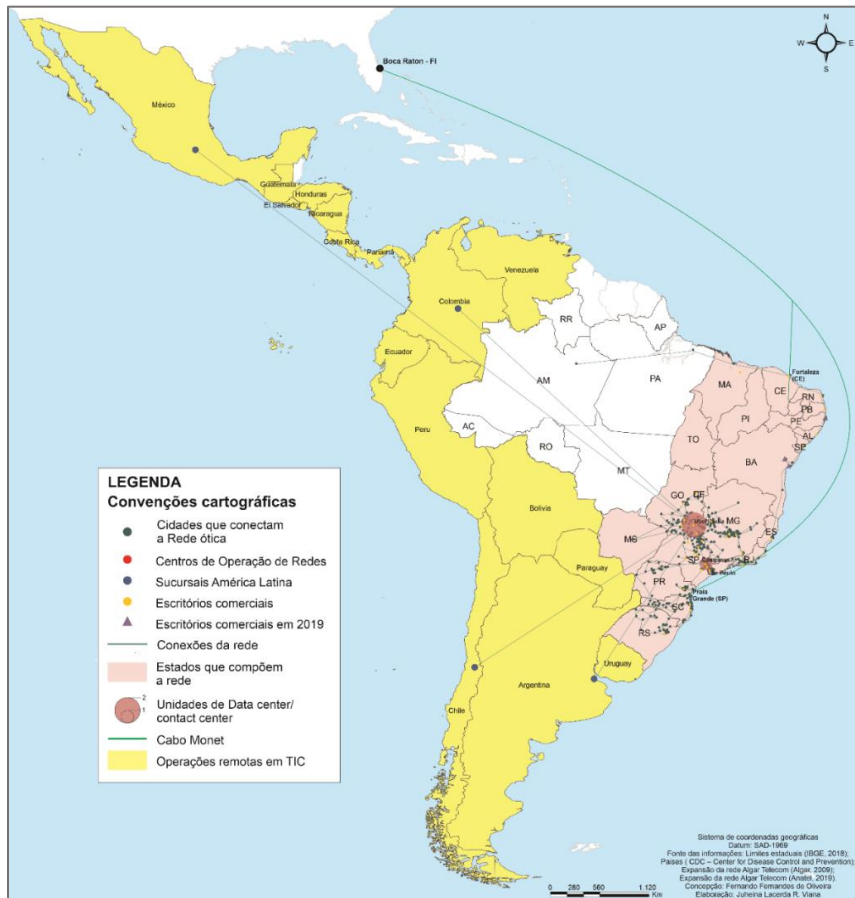 N
W E
S
Boca Raton - Fl
México
Guatemala
Honduras
El Salvador
Nicaragua
Costa Rica
Panamá
Venezuela
Colombia
Ecuador
Peru
Bolivia
Paraguay
Uruguay
Argentina
Chile
RR
AP
AM
PA
AC
RO
MT
MA
CE
Fortaleza
(CE)
RN
PB
PE
AL
SE
PI
TO
BA
GO
DF
MG
ES
MS
SP
RJ
PR
SC
RS
Praia
Grande (SP)
LEGENDA
Convenções cartográficas
Cidades que conectam
a Rede ótica
Centros de Operação de Redes
Sucursais América Latina
Escritórios comerciais
Escritórios comerciais em 2019
Conexões da rede
Estados que compõem
a rede
2
1
Unidades de Data center/
contact center
Cabo Monet
Operações remotas em TIC
Sistema de coordenadas geográficas
Datum: SAD-1969
Fonte das informações: Limites estaduais (IBGE, 2018);
Países ( CDC – Center for Disease Control and Prevention);
Expansão da rede Algar Telecom (Algar, 2009);
Expansão da rede Algar Telecom (Anatel, 2019).
Concepção: Fernando Fernandes de Oliveira
Elaboração: Juheina Lacerda R. Viana
0 280 560 1.120
Km